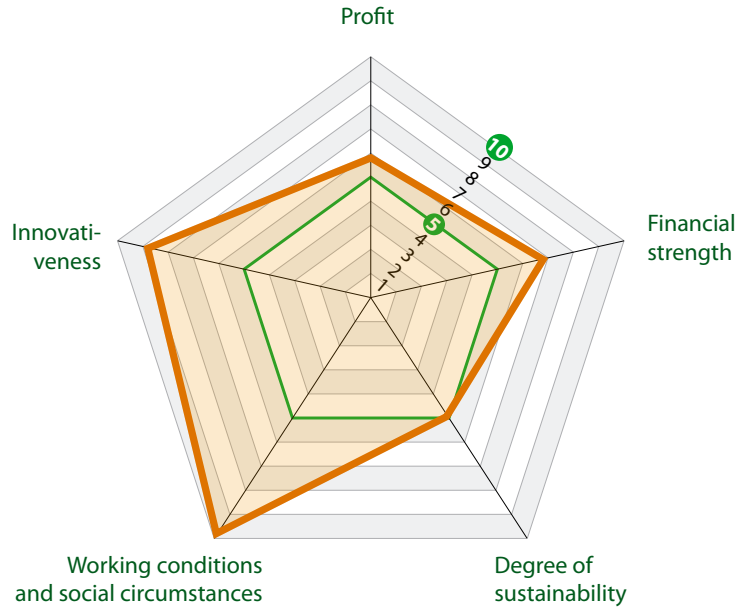 Profit
10
9
8
7
6
5
4
3
2
1
Innovati-
veness
Financial
strength
Working conditions
and social circumstances
Degree of
sustainability